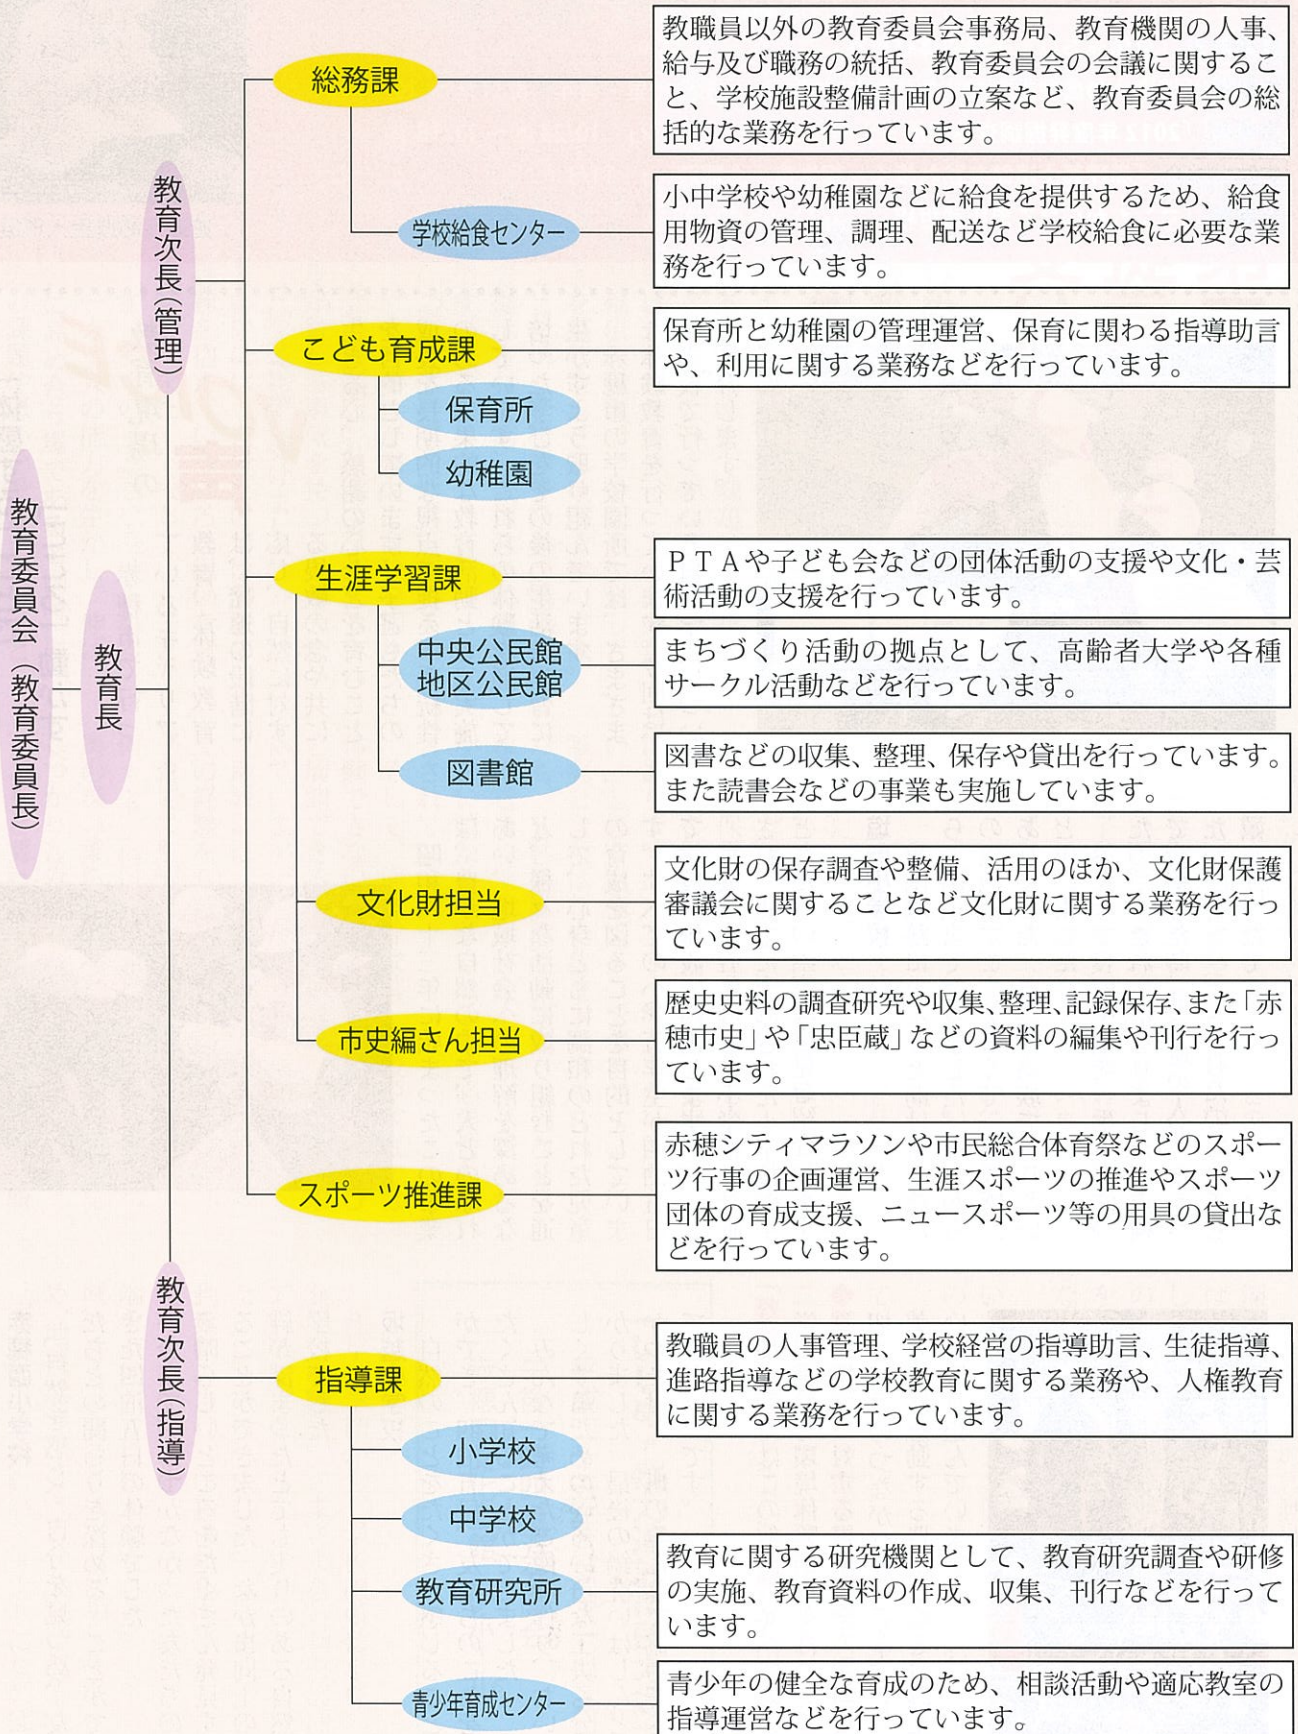 教育委員会（教育委員長）
教育長
教育次長（管理）
総務課
教職員以外の教育委員会事務局、教育機関の人事、
給与及び職務の統括、教育委員会の会議に関するこ
と、学校施設整備計画の立案など、教育委員会の総
括的な業務を行っています。
学校給食センター
小中学校や幼稚園などに給食を提供するため、給食
用物資の管理、調理、配送など学校給食に必要な業
務を行っています。
こども育成課
保育所と幼稚園の管理運営、保育に関わる指導助言
や、利用に関する業務などを行っています。
保育所
幼稚園
生涯学習課
ＰＴＡや子ども会などの団体活動の支援や文化・芸
術活動の支援を行っています。
中央公民館
地区公民館
まちづくり活動の拠点として、高齢者大学や各種
サークル活動などを行っています。
図書館
図書などの収集、整理、保存や貸出を行っています。
また読書会などの事業も実施しています。
文化財担当
文化財の保存調査や整備、活用のほか、文化財保護
審議会に関することなど文化財に関する業務を行っ
ています。
市史編さん担当
歴史史料の調査研究や収集、整理、記録保存、また「赤
穂市史」や「忠臣蔵」などの資料の編集や刊行を行っ
ています。
スポーツ推進課
赤穂シティマラソンや市民総合体育祭などのスポー
ツ行事の企画運営、生涯スポーツの推進やスポーツ
団体の育成支援、ニュースポーツ等の用具の貸出な
どを行っています。
教育次長（指導）
指導課
教職員の人事管理、学校経営の指導助言、生徒指導、
進路指導などの学校教育に関する業務や、人権教育
に関する業務を行っています。
小学校
中学校
教育研究所
教育に関する研究機関として、教育研究調査や研修
の実施、教育資料の作成、収集、刊行などを行って
います。
青少年育成センター
青少年の健全な育成のため、相談活動や適応教室の
指導運営などを行っています。